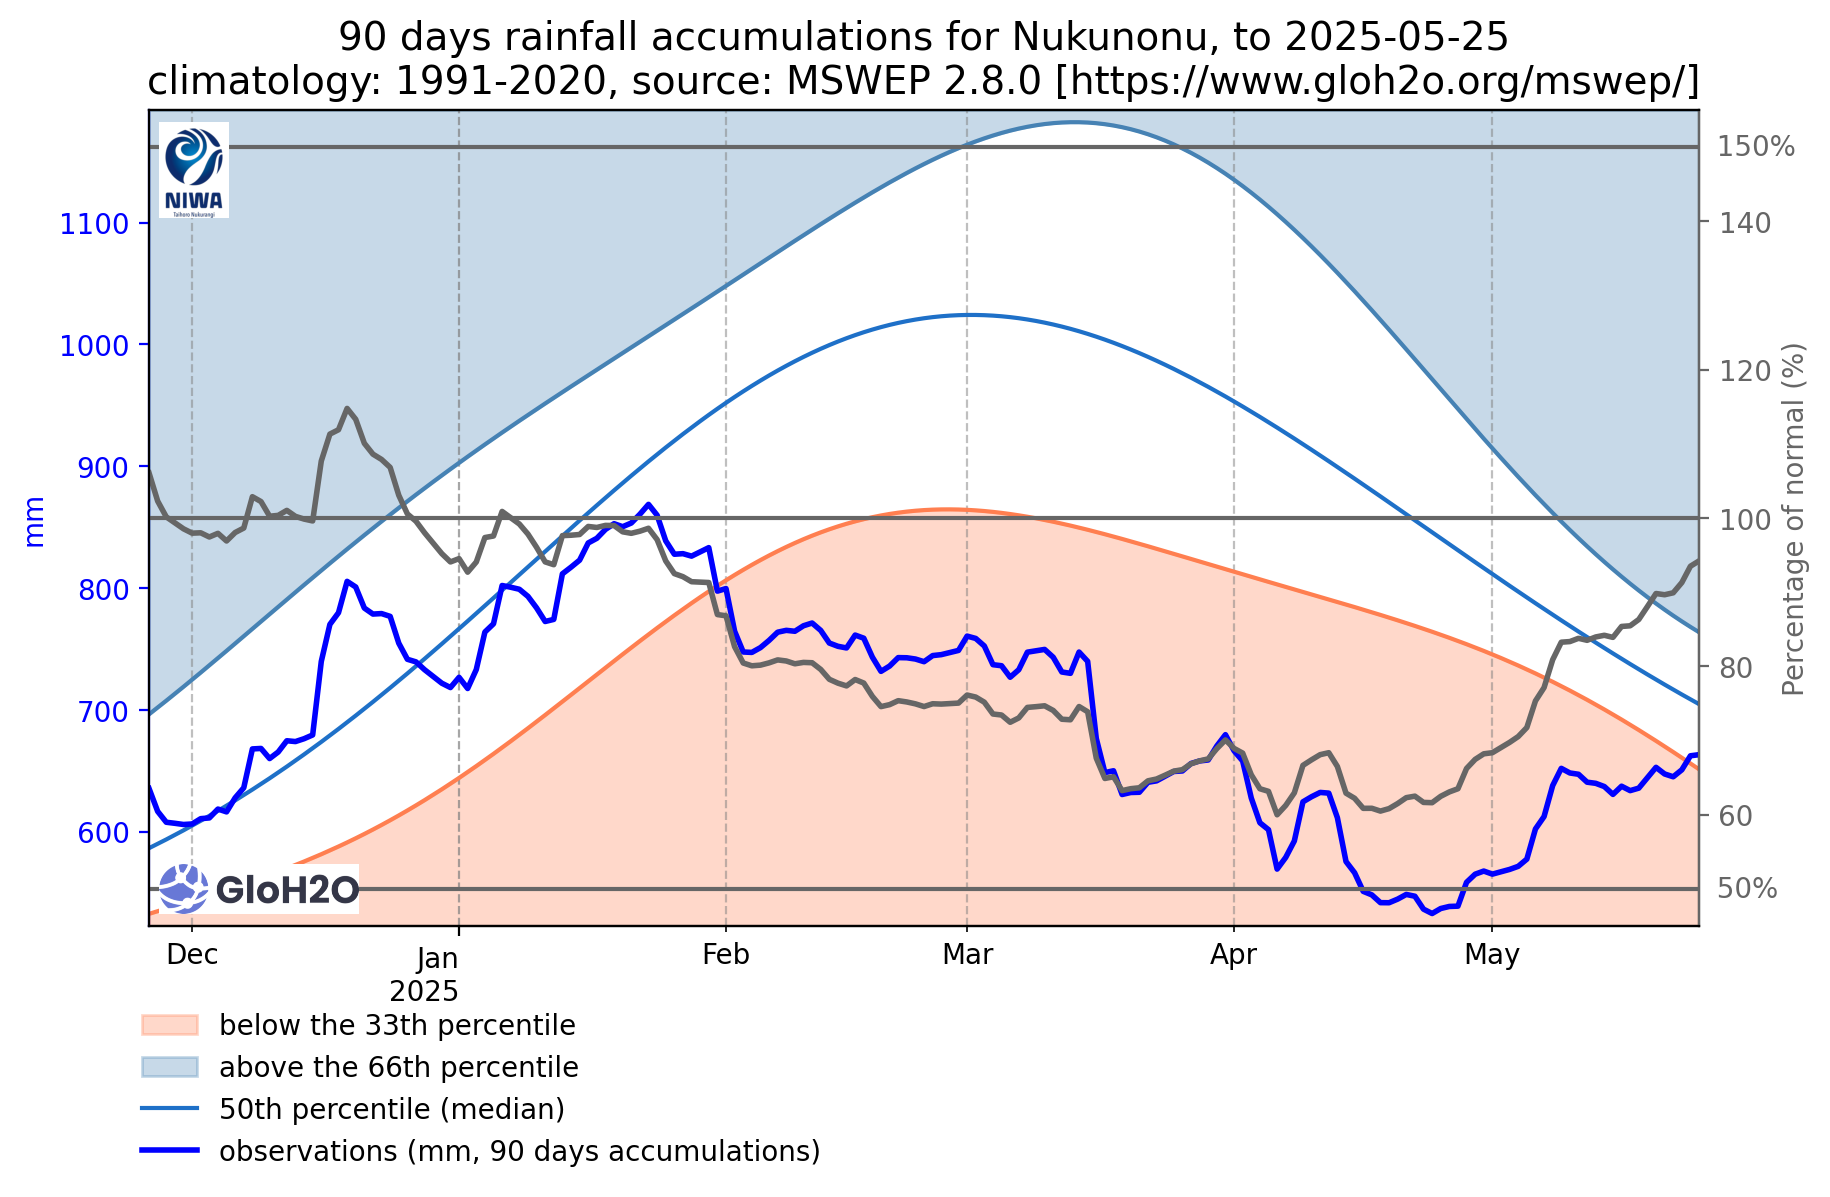 90 days rainfall accumulations for Nukunonu, to 2025-05-25
climatology: 1991-2020, source: MSWEP 2.8.0 [https://www.gloh2o.org/mswep/]
NIWA
Taihoro Nukurangi
1100
1000
900
800
700
600
mm
150%
140
120
100
80
60
50%
Percentage of normal (%)
GloH2O
Dec
Jan
2025
Feb
Mar
Apr
May
below the 33th percentile
above the 66th percentile
50th percentile (median)
observations (mm, 90 days accumulations)